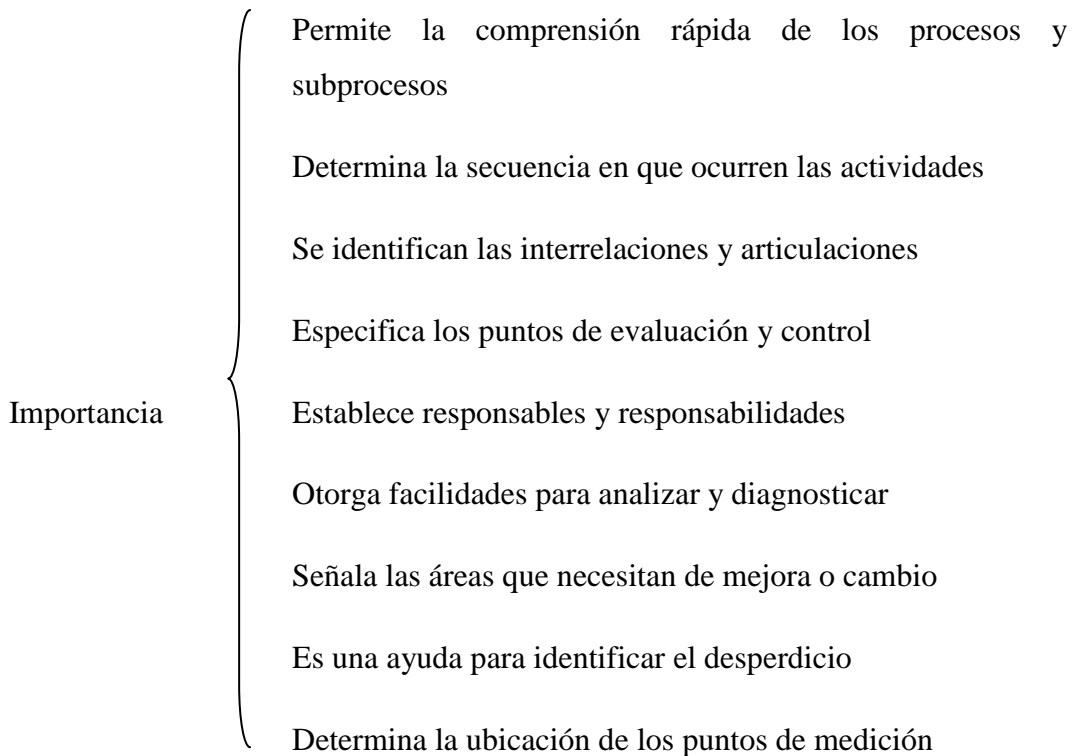 Permite la comprensión rápida de los procesos y
subprocesos
Determina la secuencia en que ocurren las actividades
Se identifican las interrelaciones y articulaciones
Especifica los puntos de evaluación y control
Importancia
Establece responsables y responsabilidades
Otorga facilidades para analizar y diagnosticar
Señala las áreas que necesitan de mejora o cambio
Es una ayuda para identificar el desperdicio
Determina la ubicación de los puntos de medición